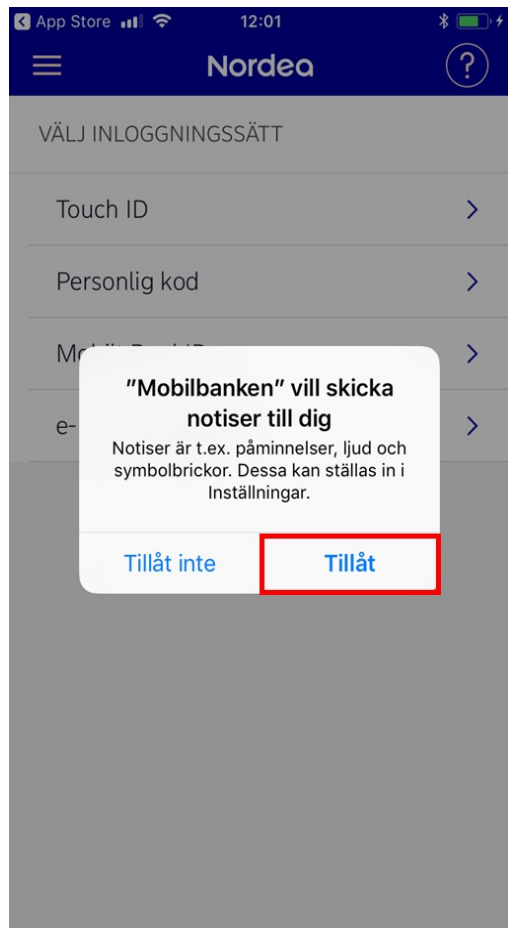 App Store 12:01
Nordea ?
VÄLJ INLOGGNINGSSÄTT
Touch ID
Personlig kod
"Mobilbanken" vill skicka
notiser till dig
e-
Notiser är t.ex. påminnelser, ljud och
symbolbrickor. Dessa kan ställas in i
Inställningar.
Tillåt inte Tillåt